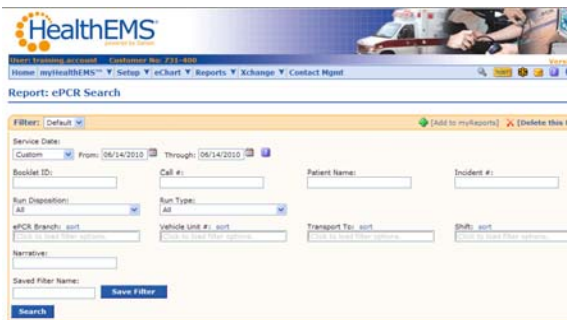 HealthEMS®
powered by Sansio
User: training.account Customer No: 731-400
Home myHealthEMS™ Setup eChart Reports Xchange Contact Mgmt
Report: ePCR Search
Filter: Default [Add to myReports] [Delete this
Service Date:
Custom From: 06/14/2010 Through: 06/14/2010
Booklet ID: Call #: Patient Name: Incident #:
Run Disposition: Run Type:
All All
ePCR Branch: sort Vehicle Unit #: sort Transport To: sort Shift: sort
Click to load filter options. Click to load filter options. Click to load filter options. Click to load filter options.
Narrative:
Saved Filter Name:
Save Filter
Search